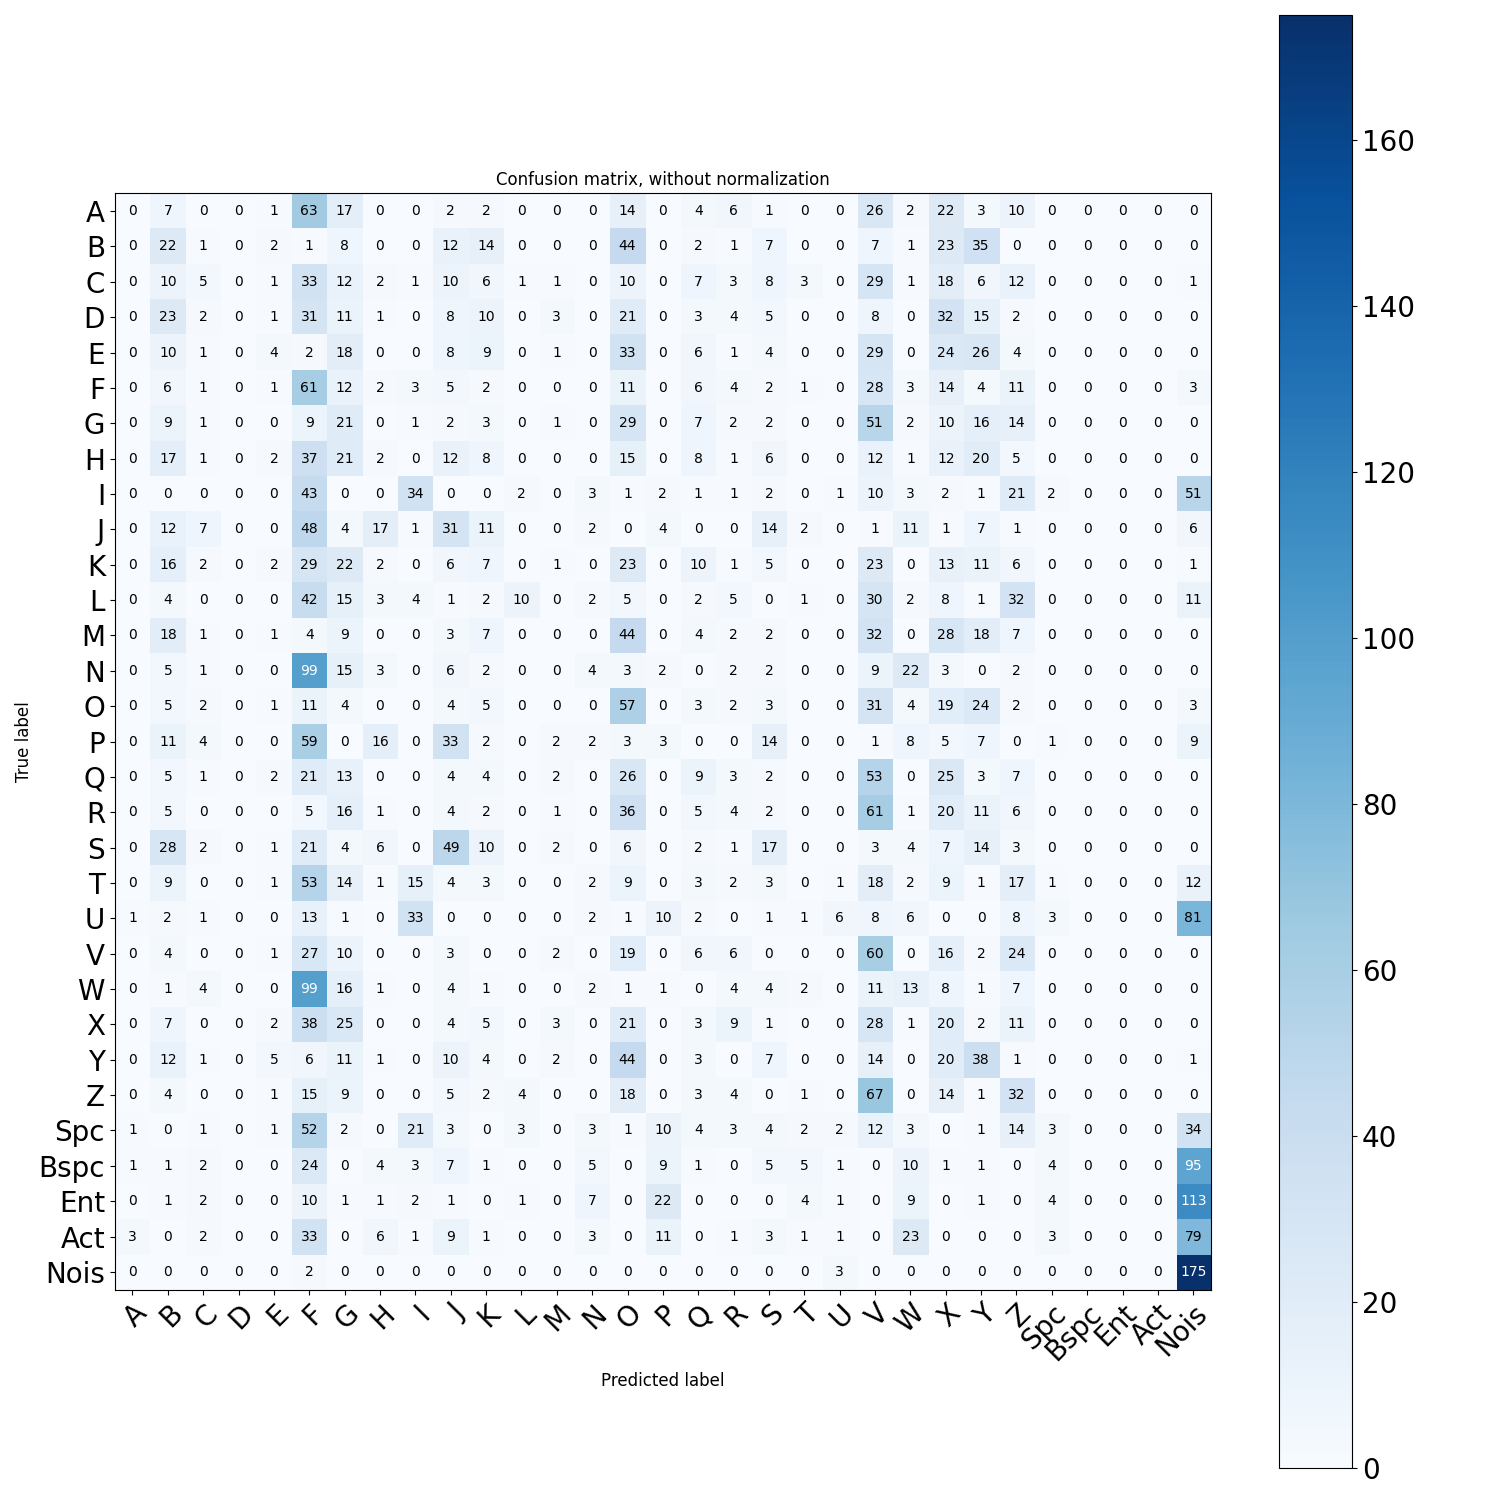 Confusion matrix, without normalization
A 0 7 0 0 1 63 17 0 0 2 2 0 0 0 14 0 4 6 1 0 0 26 2 22 3 10 0 0 0 0 0
B 0 22 1 0 2 1 8 0 0 12 14 0 0 0 44 0 2 1 7 0 0 7 1 23 35 0 0 0 0 0 0
C 0 10 5 0 1 33 12 2 1 10 6 1 1 0 10 0 7 3 8 3 0 29 1 18 6 12 0 0 0 0 1
D 0 23 2 0 1 31 11 1 0 8 10 0 3 0 21 0 3 4 5 0 0 8 0 32 15 2 0 0 0 0 0
E 0 10 1 0 4 2 18 0 0 8 9 0 1 0 33 0 6 1 4 0 0 29 0 24 26 4 0 0 0 0 0
F 0 6 1 0 1 61 12 2 3 5 2 0 0 0 11 0 6 4 2 1 0 28 3 14 4 11 0 0 0 0 3
G 0 9 1 0 0 9 21 0 1 2 3 0 1 0 29 0 7 2 2 0 0 51 2 10 16 14 0 0 0 0 0
H 0 17 1 0 2 37 21 2 0 12 8 0 0 0 15 0 8 1 6 0 0 12 1 12 20 5 0 0 0 0 0
I 0 0 0 0 0 43 0 0 34 0 0 2 0 3 1 2 1 1 2 0 1 10 3 2 1 21 2 0 0 0 51
J 0 12 7 0 0 48 4 17 1 31 11 0 0 2 0 4 0 0 14 2 0 1 11 1 7 1 0 0 0 0 6
K 0 16 2 0 2 29 22 2 0 6 7 0 1 0 23 0 10 1 5 0 0 23 0 13 11 6 0 0 0 0 1
L 0 4 0 0 0 42 15 3 4 1 2 10 0 2 5 0 2 5 0 1 0 30 2 8 1 32 0 0 0 0 11
M 0 18 1 0 1 4 9 0 0 3 7 0 0 0 44 0 4 2 2 0 0 32 0 28 18 7 0 0 0 0 0
N 0 5 1 0 0 99 15 3 0 6 2 0 0 4 3 2 0 2 2 0 0 9 22 3 0 2 0 0 0 0 0
O 0 5 2 0 1 11 4 0 0 4 5 0 0 0 57 0 3 2 3 0 0 31 4 19 24 2 0 0 0 0 3
P 0 11 4 0 0 59 0 16 0 33 2 0 2 2 3 3 0 0 14 0 0 1 8 5 7 0 1 0 0 0 9
Q 0 5 1 0 2 21 13 0 0 4 4 0 2 0 26 0 9 3 2 0 0 53 0 25 3 7 0 0 0 0 0
R 0 5 0 0 0 5 16 1 0 4 2 0 1 0 36 0 5 4 2 0 0 61 1 20 11 6 0 0 0 0 0
S 0 28 2 0 1 21 4 6 0 49 10 0 2 0 6 0 2 1 17 0 0 3 4 7 14 3 0 0 0 0 0
T 0 9 0 0 1 53 14 1 15 4 3 0 0 2 9 0 3 2 3 0 1 18 2 9 1 17 1 0 0 0 12
U 1 2 1 0 0 13 1 0 33 0 0 0 0 2 1 10 2 0 1 1 6 8 6 0 0 8 3 0 0 0 81
V 0 4 0 0 1 27 10 0 0 3 0 0 2 0 19 0 6 6 0 0 0 60 0 16 2 24 0 0 0 0 0
W 0 1 4 0 0 99 16 1 0 4 1 0 0 2 1 1 0 4 4 2 0 11 13 8 1 7 0 0 0 0 0
X 0 7 0 0 2 38 25 0 0 4 5 0 3 0 21 0 3 9 1 0 0 28 1 20 2 11 0 0 0 0 0
Y 0 12 1 0 5 6 11 1 0 10 4 0 2 0 44 0 3 0 7 0 0 14 0 20 38 1 0 0 0 0 1
Z 0 4 0 0 1 15 9 0 0 5 2 4 0 0 18 0 3 4 0 1 0 67 0 14 1 32 0 0 0 0 0
Spc 1 0 1 0 1 52 2 0 21 3 0 3 0 3 1 10 4 3 4 2 2 12 3 0 1 14 3 0 0 0 34
Bspc 1 1 2 0 0 24 0 4 3 7 1 0 0 5 0 9 1 0 5 5 1 0 10 1 1 0 4 0 0 0 95
Ent 0 1 2 0 0 10 1 1 2 1 0 1 0 7 0 22 0 0 0 4 1 0 9 0 1 0 4 0 0 0 113
Act 3 0 2 0 0 33 0 6 1 9 1 0 0 3 0 11 0 1 3 1 1 0 23 0 0 0 3 0 0 0 79
Nois 0 0 0 0 0 2 0 0 0 0 0 0 0 0 0 0 0 0 0 0 3 0 0 0 0 0 0 0 0 0 175
A B C D E F G H I J K L M N O P Q R S T U V W X Y Z Spc Bspc Ent Act Nois
Predicted label
True label
160
140
120
100
80
60
40
20
0